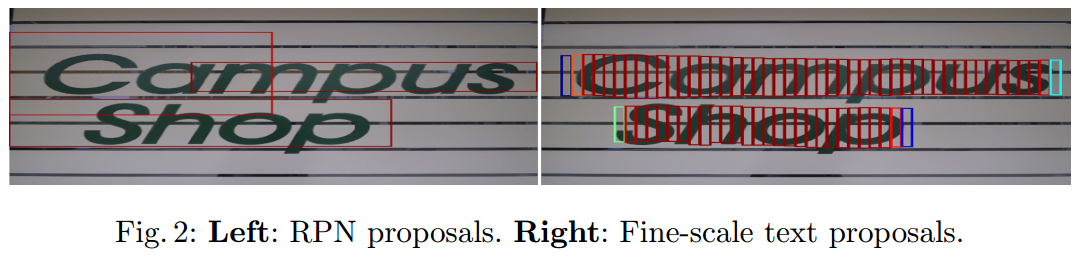 Campus
Shop
Campus
Shop
Fig. 2: Left: RPN proposals. Right: Fine-scale text proposals.